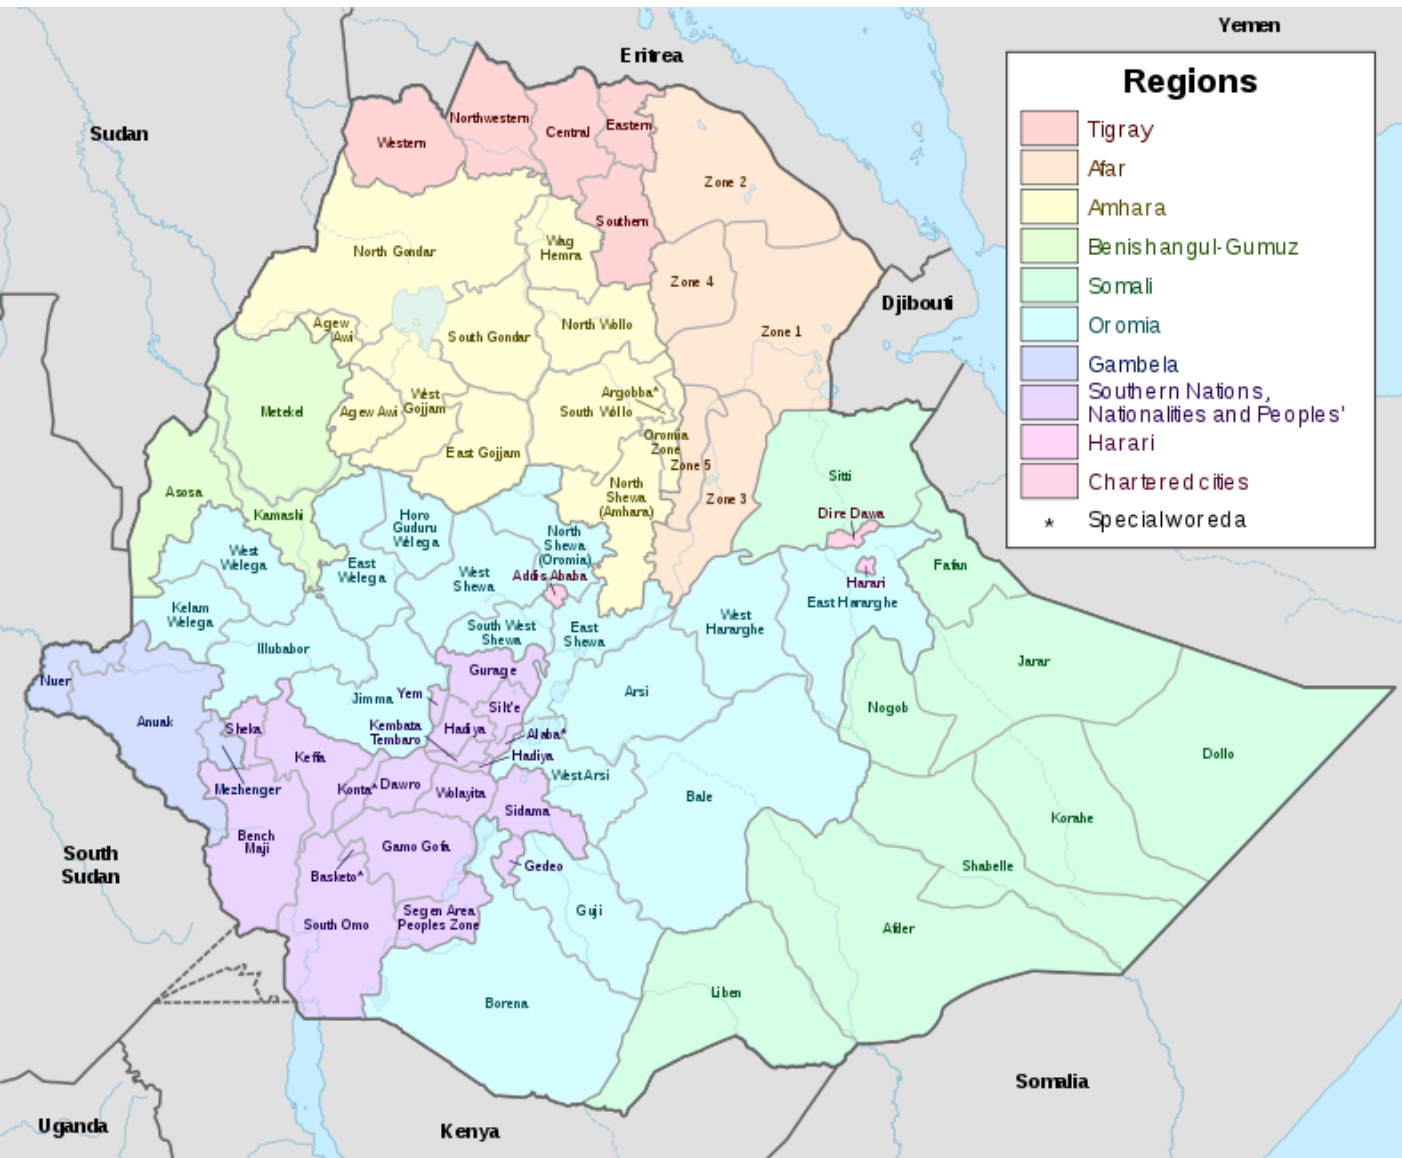 Yemen
Eritrea
Sudan
Djibouti
South
Sudan
Uganda
Kenya
Somalia
Regions
Tigray
Afar
Amhara
Benishangul-Gumuz
Somali
Oromia
Gambela
Southern Nations,
Nationalities and Peoples'
Harari
Chartered cities
* Special woreda
Western
Northwestern
Central
Eastern
Southern
Zone 2
Zone 4
Zone 1
Zone 5
Zone 3
North Gondar
Wag
Hemra
Agew
Awi
South Gondar
North Wollo
Agew Awi
West
Gojjam
East Gojjam
Argobba*
South Wollo
Oromia
Zone
North
Shewa
(Amhara)
Metekel
Asosa
Kamashi
Sitti
Dire Dawa
Harari
Fafan
Jarar
Nogob
Dollo
Korahe
Shabelle
Afder
Liben
Horo
Guduru
Welega
West
Welega
East
Welega
Kelam
Welega
North
Shewa
(Oromia)
West
Shewa
Addis Ababa
South West
Shewa
East
Shewa
West
Hararghe
East Hararghe
Illubabor
Jimma
Arsi
West Arsi
Bale
Guji
Borena
Nuer
Anuak
Mezhenger
Gurage
Yem
Silt'e
Hadiya
Kembata
Tembaro
Alaba*
Hadiya
Sheka
Keffa
Konta*
Dawro
Wolayita
Sidama
Bench
Maji
Gamo Gofa
Basketo*
Gedeo
South Omo
Segen Area
Peoples Zone